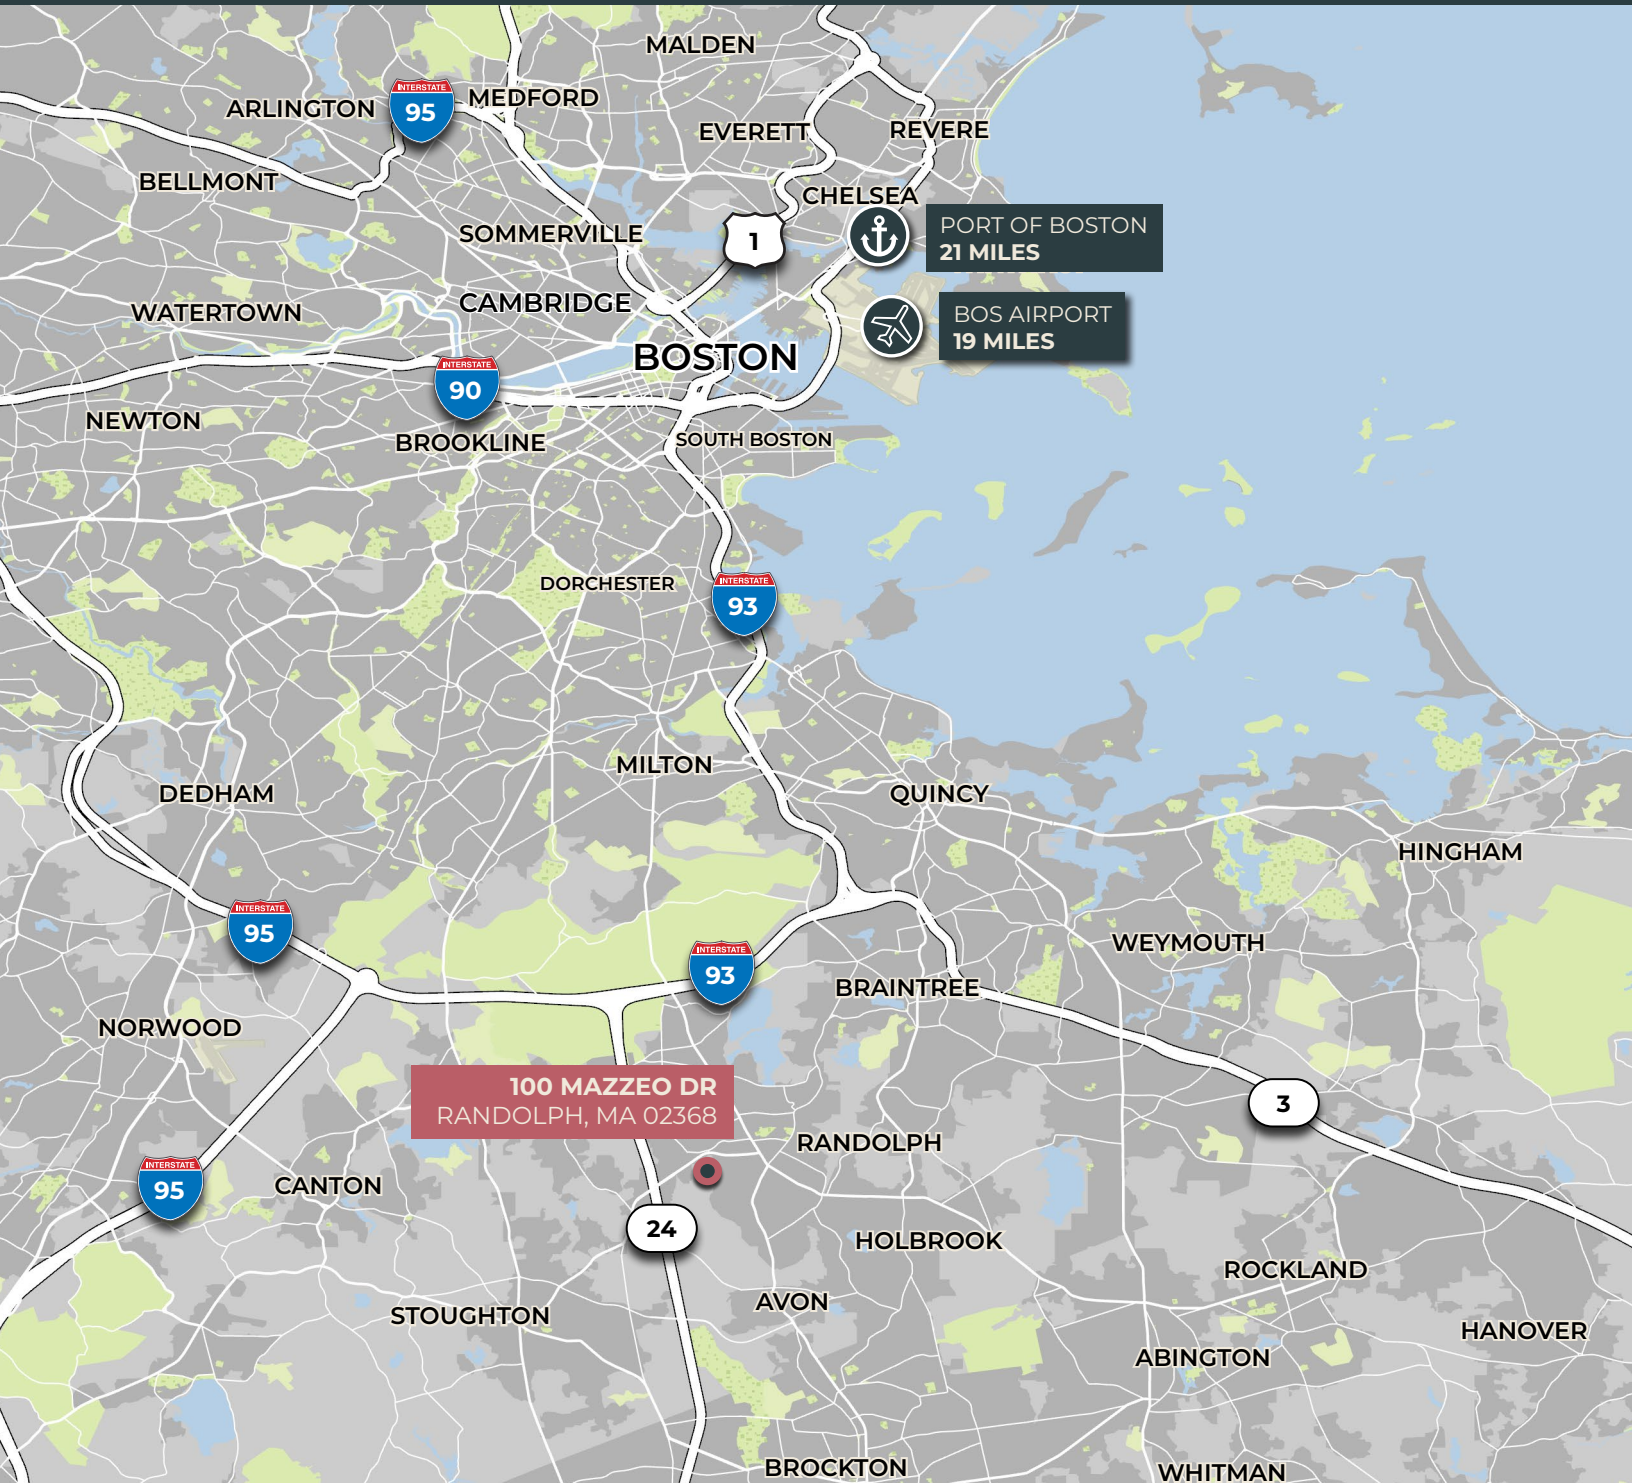 MALDEN
INTERSTATE
95
MEDFORD
ARLINGTON
EVERETT
REVERE
BELLMONT
CHELSEA
PORT OF BOSTON
21 MILES
SOMMERVILLE
1
CAMBRIDGE
WATERTOWN
BOS AIRPORT
19 MILES
BOSTON
INTERSTATE
90
NEWTON
BROOKLINE
SOUTH BOSTON
DORCHESTER
INTERSTATE
93
MILTON
DEDHAM
QUINCY
HINGHAM
INTERSTATE
95
WEYMOUTH
INTERSTATE
93
BRAINTREE
NORWOOD
100 MAZZEO DR
RANDOLPH, MA 02368
3
RANDOLPH
INTERSTATE
95
CANTON
24
HOLBROOK
ROCKLAND
AVON
STOUGHTON
HANOVER
ABINGTON
BROCKTON
WHITMAN